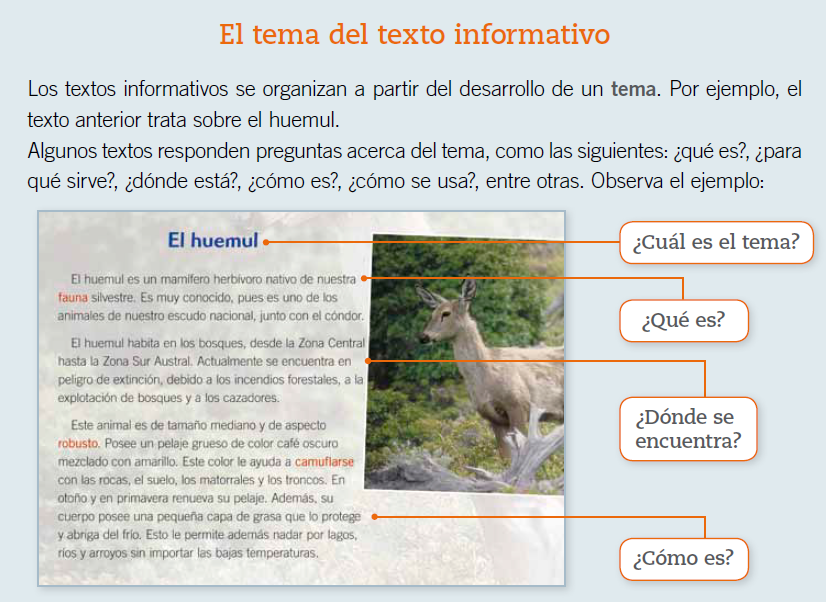 El tema del texto informativo
Los textos informativos se organizan a partir del desarrollo de un tema. Por ejemplo, el
texto anterior trata sobre el huemul.
Algunos textos responden preguntas acerca del tema, como las siguientes: ¿qué es?, ¿para
qué sirve?, ¿dónde está?, ¿cómo es?, ¿cómo se usa?, entre otras. Observa el ejemplo:
El huemul
El huemul es un mamífero herbívoro nativo de nuestra
fauna silvestre. Es muy conocido, pues es uno de los
animales de nuestro escudo nacional, junto con el cóndor.
El huemul habita en los bosques, desde la Zona Central
hasta la Zona Sur Austral. Actualmente se encuentra en
peligro de extinción, debido a los incendios forestales, a la
explotación de bosques y a los cazadores.
Este animal es de tamaño mediano y de aspecto
robusto. Posee un pelaje grueso de color café oscuro
mezclado con amarillo. Este color le ayuda a camuflarse
con las rocas, el suelo, los matorrales y los troncos. En
otoño y en primavera renueva su pelaje. Además, su
cuerpo posee una pequeña capa de grasa que lo protege
y abriga del frío. Esto le permite además nadar por lagos,
ríos y arroyos sin importar las bajas temperaturas.
¿Cuál es el tema?
¿Qué es?
¿Dónde se
encuentra?
¿Cómo es?